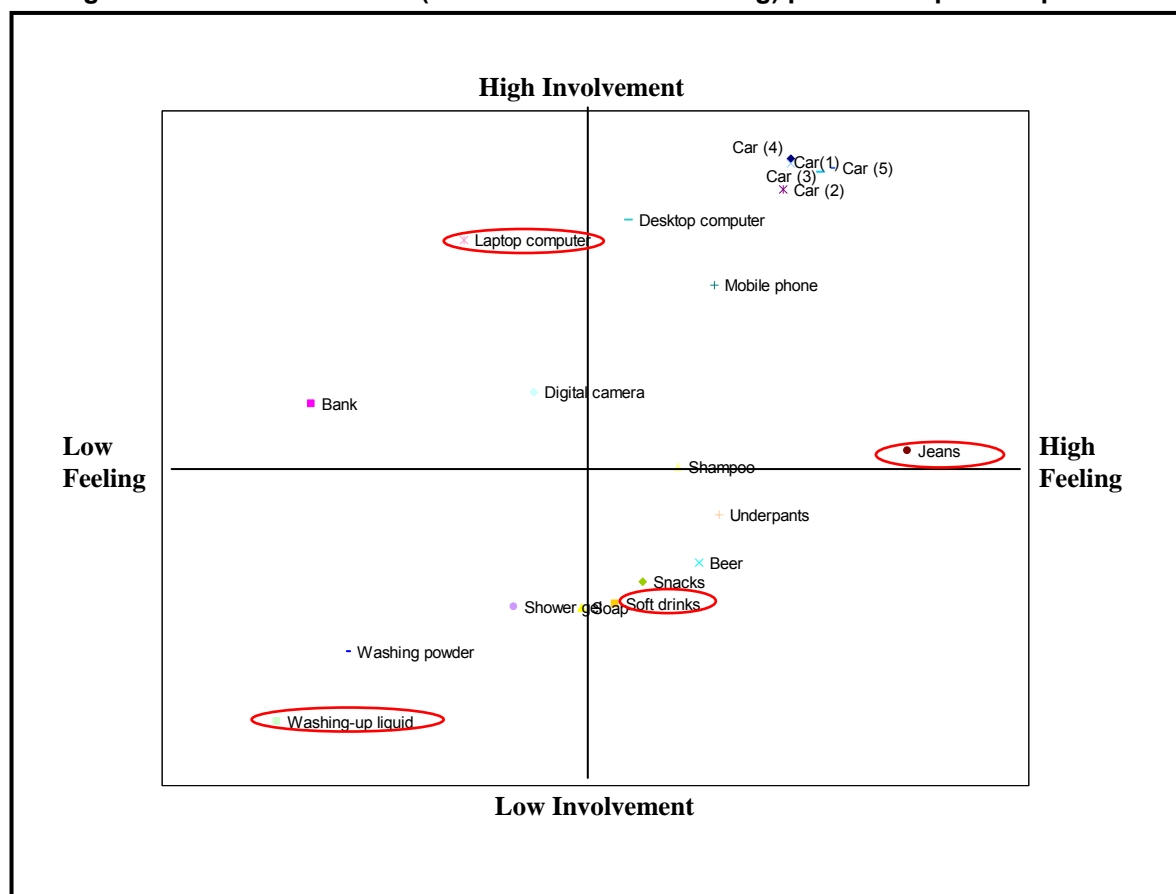 High Involvement
Car (4)
Car(1)
Car (5)
Car (3)
Car (2)
Desktop computer
Laptop computer
Mobile phone
Digital camera
Bank
Low
Feeling
Jeans
High
Feeling
Shampoo
Underpants
Beer
Snacks
Soft drinks
Shower gel
Soap
Washing powder
Washing-up liquid
Low Involvement